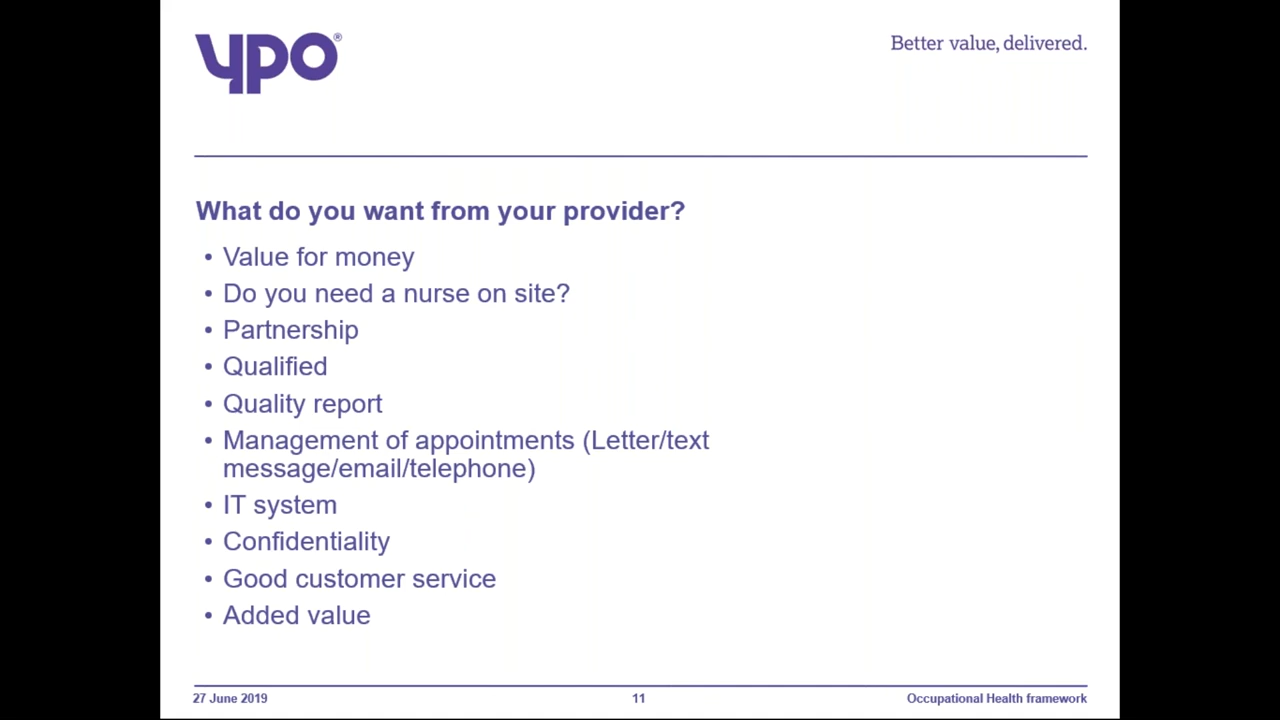 ypo®
Better value, delivered.
What do you want from your provider?
• Value for money
• Do you need a nurse on site?
• Partnership
• Qualified
• Quality report
• Management of appointments (Letter/text
message/email/telephone)
• IT system
• Confidentiality
• Good customer service
• Added value
27 June 2019
11
Occupational Health framework